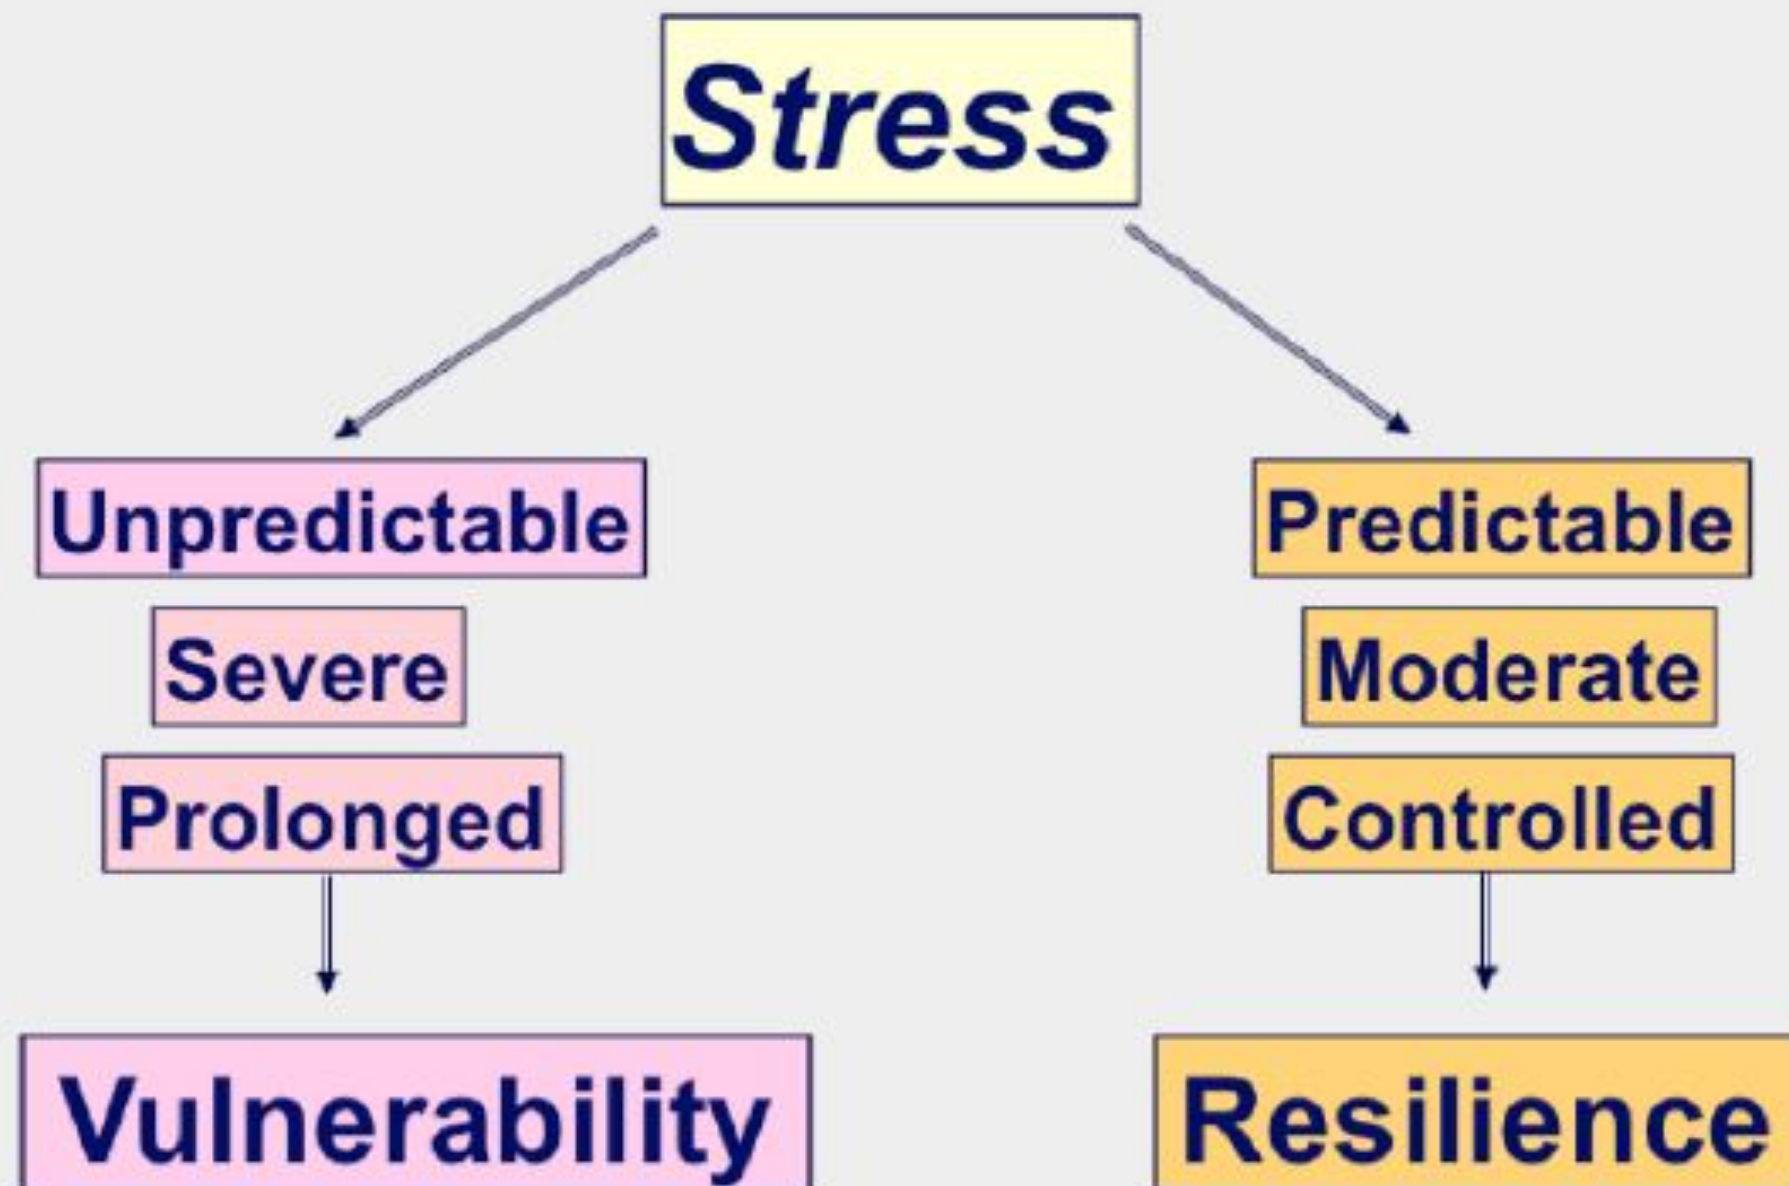 Stress
Unpredictable
Severe
Prolonged
Vulnerability
Predictable
Moderate
Controlled
Resilience